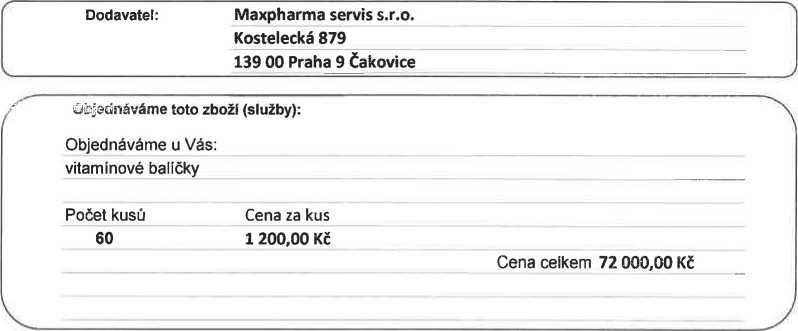 Dodavatel: Maxpharma servis s.r.o.
Kostelecká 879
139 00 Praha 9 Čakovice
Objednáváme toto zboží (služby):
Objednáváme u Vás:
vitamínové balíčky
Počet kusů Cena za kus
60 1 200,00 Kč
Cena celkem 72 000,00 Kč